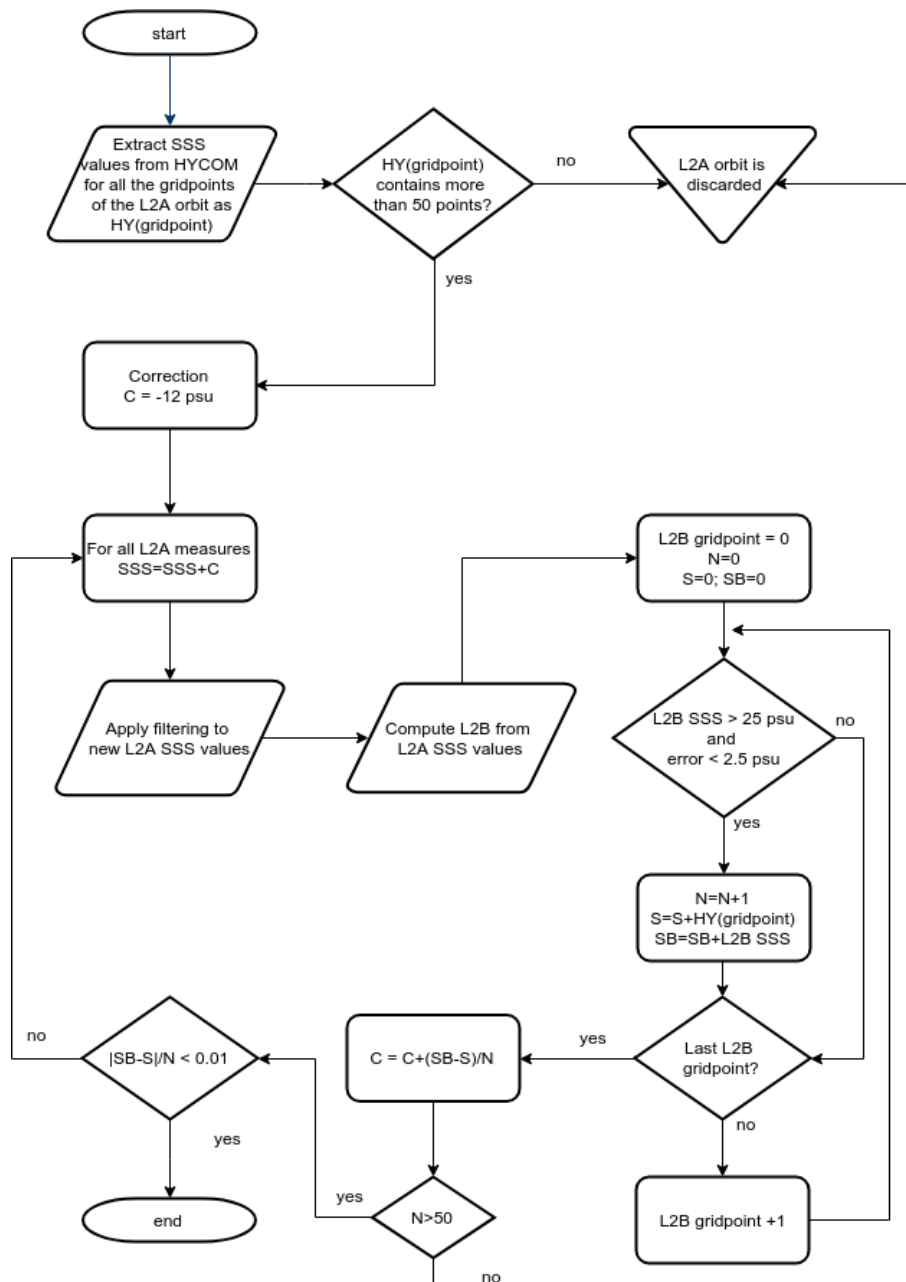 start
Extract SSS
values from HYCOM
for all the gridpoints
of the L2A orbit as
HY(gridpoint)
HY(gridpoint)
contains more
than 50 points?
no
L2A orbit is
discarded
yes
Correction
C = -12 psu
For all L2A measures
SSS=SSS+C
L2B gridpoint = 0
N=0
S=0; SB=0
Apply filtering to
new L2A SSS values
Compute L2B from
L2A SSS values
L2B SSS > 25 psu
and
error < 2.5 psu
no
yes
N=N+1
S=S+HY(gridpoint)
SB=SB+L2B SSS
Last L2B
gridpoint?
yes
no
C = C+(SB-S)/N
|SB-S|/N < 0.01
no
yes
end
yes
N>50
no
L2B gridpoint +1